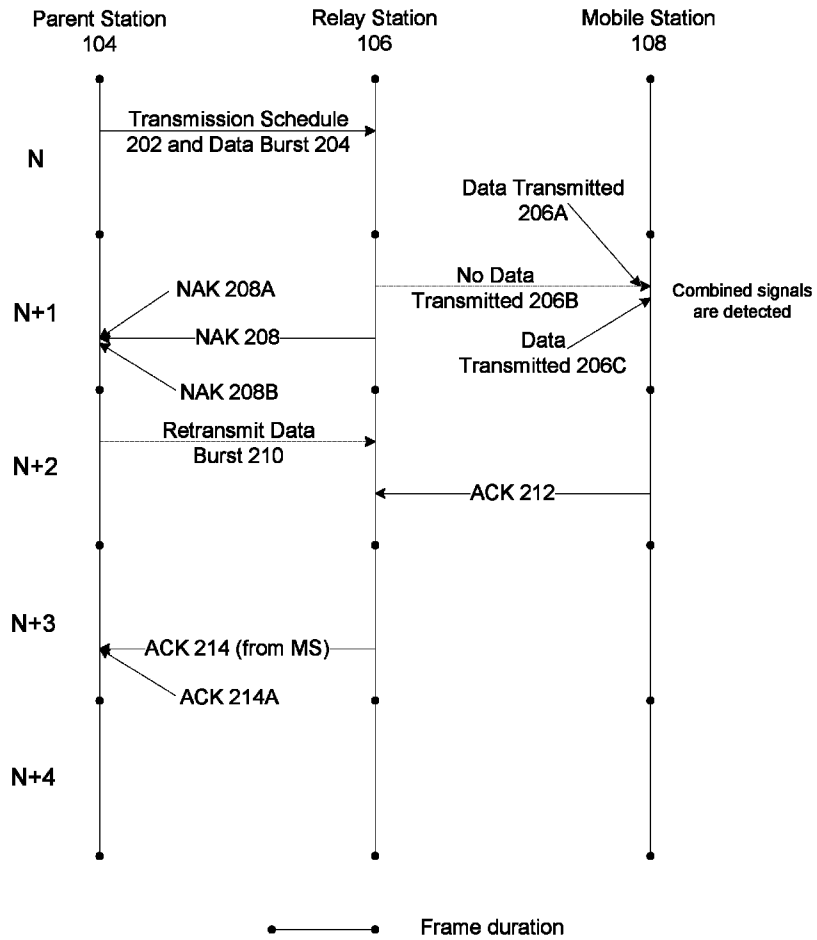 Parent Station
104
Relay Station
106
Mobile Station
108
Transmission Schedule
202 and Data Burst 204
N
Data Transmitted
206A
NAK 208A
No Data
Transmitted 206B
Combined signals
are detected
N+1
NAK 208
Data
Transmitted 206C
NAK 208B
Retransmit Data
Burst 210
N+2
ACK 212
N+3
ACK 214 (from MS)
ACK 214A
N+4
Frame duration